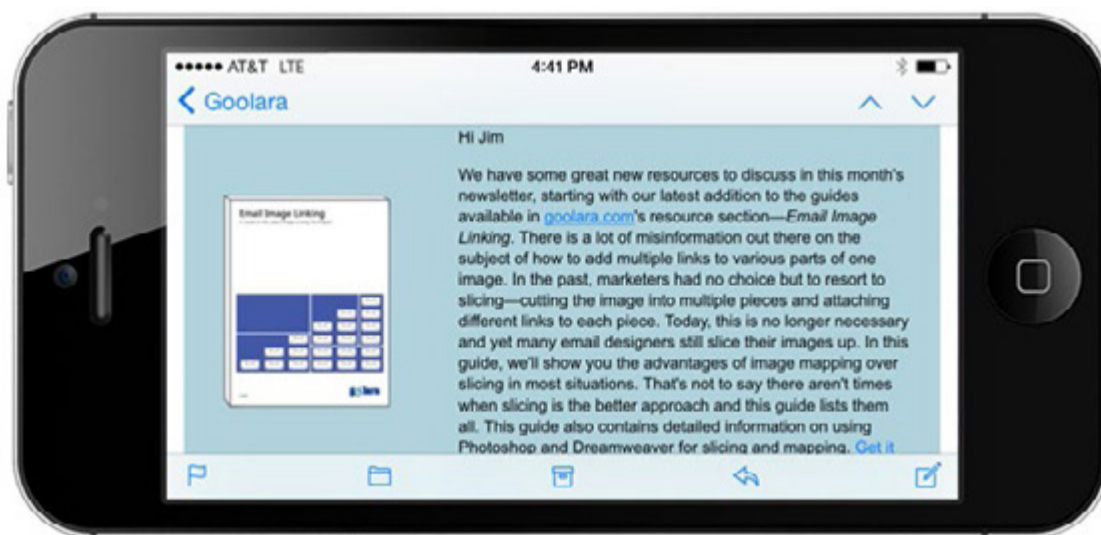 AT&T LTE
4:41 PM
Goolara
Hi Jim
We have some great new resources to discuss in this month's
newsletter, starting with our latest addition to the guides
available in goolara.com's resource section—Email Image
Linking. There is a lot of misinformation out there on the
subject of how to add multiple links to various parts of one
image. In the past, marketers had no choice but to resort to
slicing—cutting the image into multiple pieces and attaching
different links to each piece. Today, this is no longer necessary
and yet many email designers still slice their images up. In this
guide, we'll show you the advantages of image mapping over
slicing in most situations. That's not to say there aren't times
when slicing is the better approach and this guide lists them
all. This guide also contains detailed information on using
Photoshop and Dreamweaver for slicing and mapping. Get it
Email Image Linking
goolara